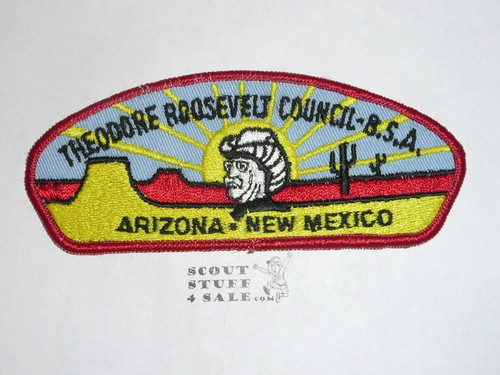 THEODORE ROOSEVELT COUNCIL-B.S.A.
ARIZONA • NEW MEXICO
SCOUT
STUFF
4 SALE.COM